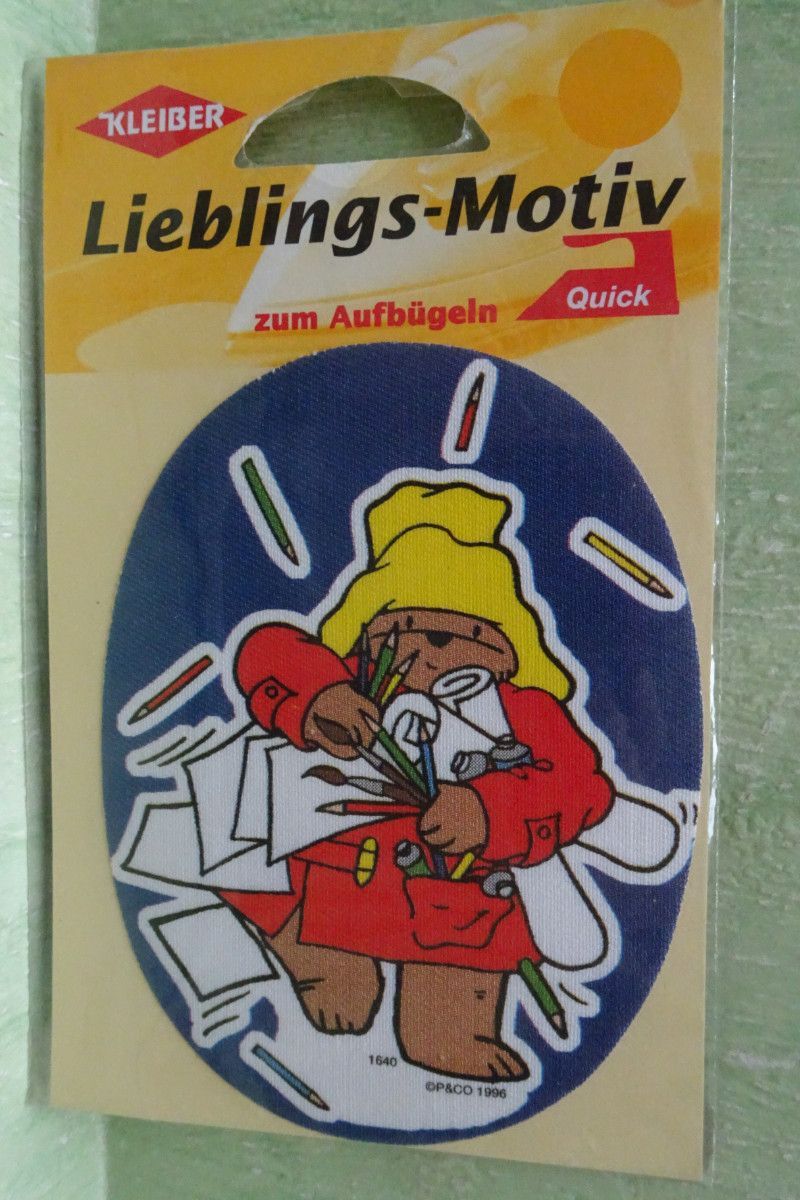 KLEIBER
Lieblings-Motiv
zum Aufbügeln
Quick
1640
©P&CO 1996